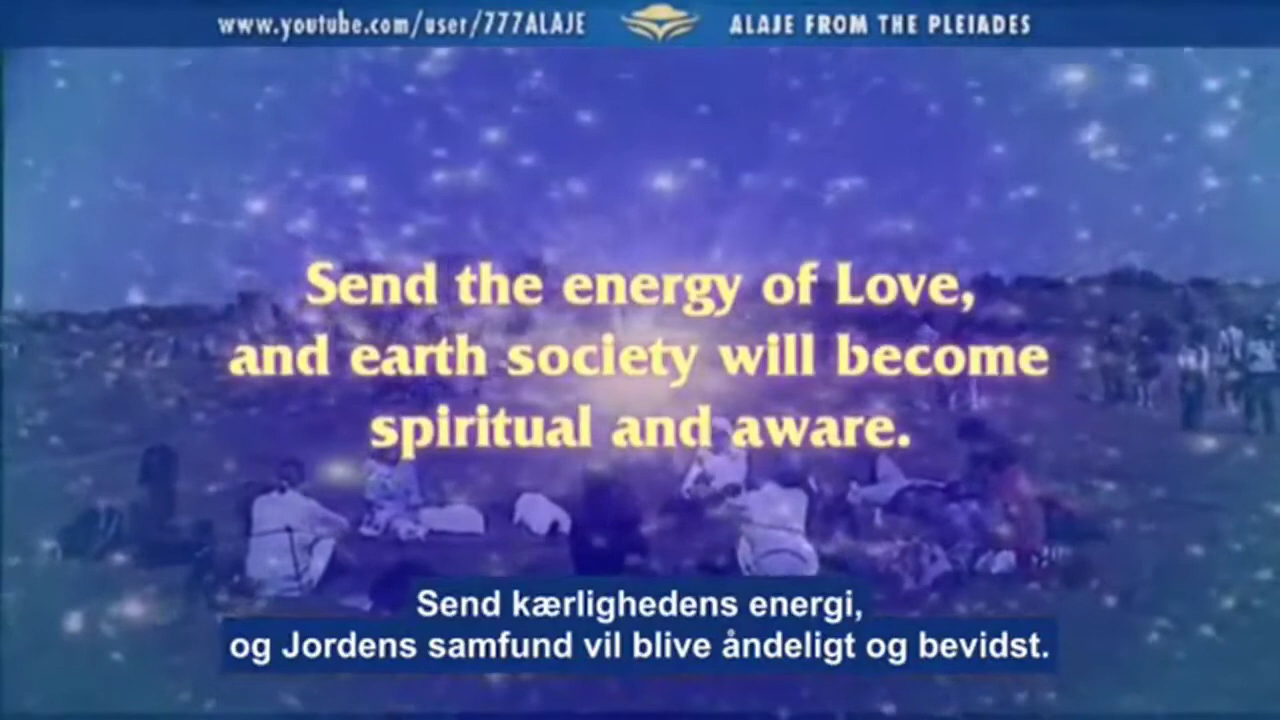 www.youtube.com/user/777ALAJE ALAJE FROM THE PLEIADES
Send the energy of Love,
and earth society will become
spiritual and aware.
Send kærlighedens energi,
og Jordens samfund vil blive åndeligt og bevidst.